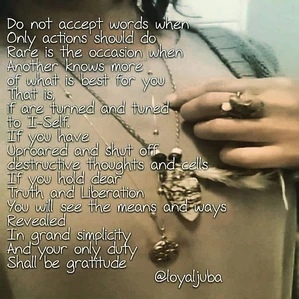 Do not accept words when
Only actions should do
Rare is the occasion when
Another knows more
of what is best for you
That is,
if are turned and tuned
to I-Self.
If you have
Uproared and shut off
destructive thoughts and cells
If you hold dear
Truth and Liberation
You will see the means and ways
Revealed
In grand simplicity
And your only duty
Shall be gratitude
@loyaljuba